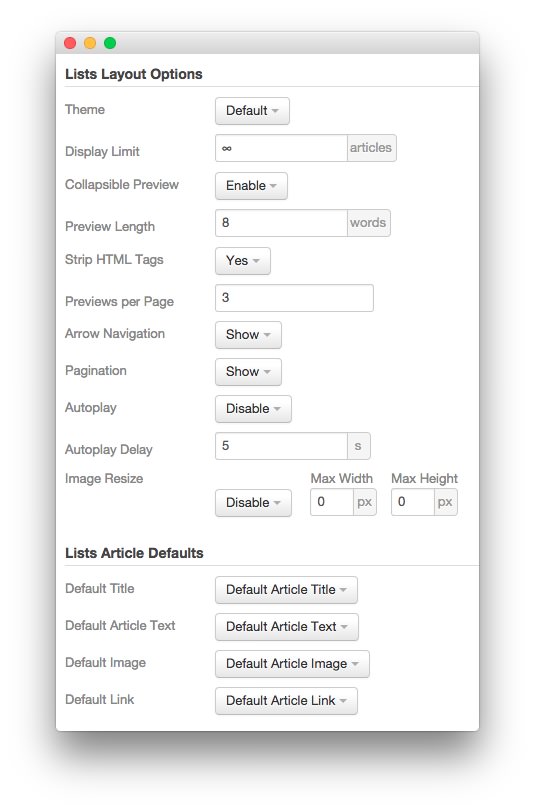 Lists Layout Options
Theme Default
Display Limit ∞ articles
Collapsible Preview Enable
Preview Length 8 words
Strip HTML Tags Yes
Previews per Page 3
Arrow Navigation Show
Pagination Show
Autoplay Disable
Autoplay Delay 5 s
Image Resize Max Width Max Height
Disable 0 px 0 px
Lists Article Defaults
Default Title Default Article Title
Default Article Text Default Article Text
Default Image Default Article Image
Default Link Default Article Link